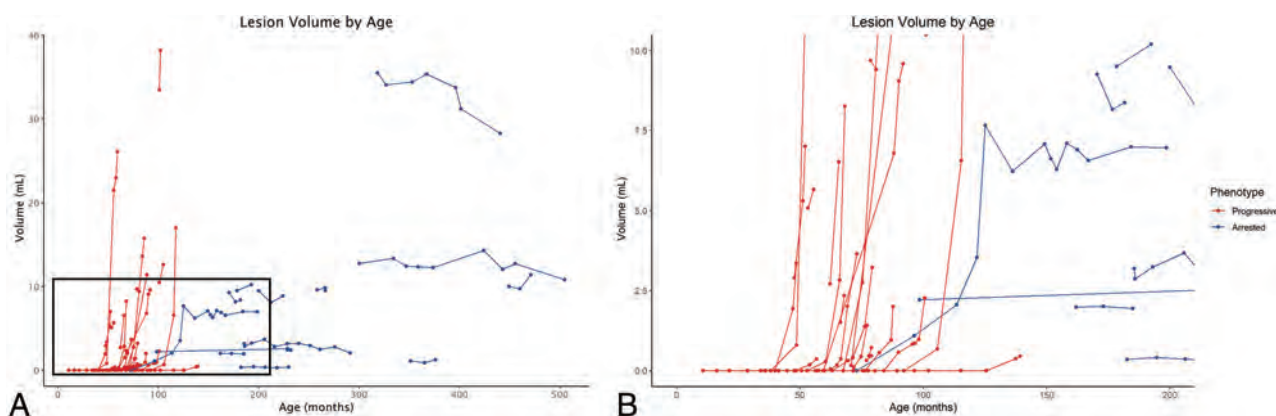 Lesion Volume by Age
40
30
20
10
0
Volume (mL)
0 100 200 300 400 500
Age (months)
A
Lesion Volume by Age
10.0
7.5
5.0
2.5
0.0
Volume (mL)
0 50 100 150 200
Age (months)
B
Phenotype
Progressive
Arrested